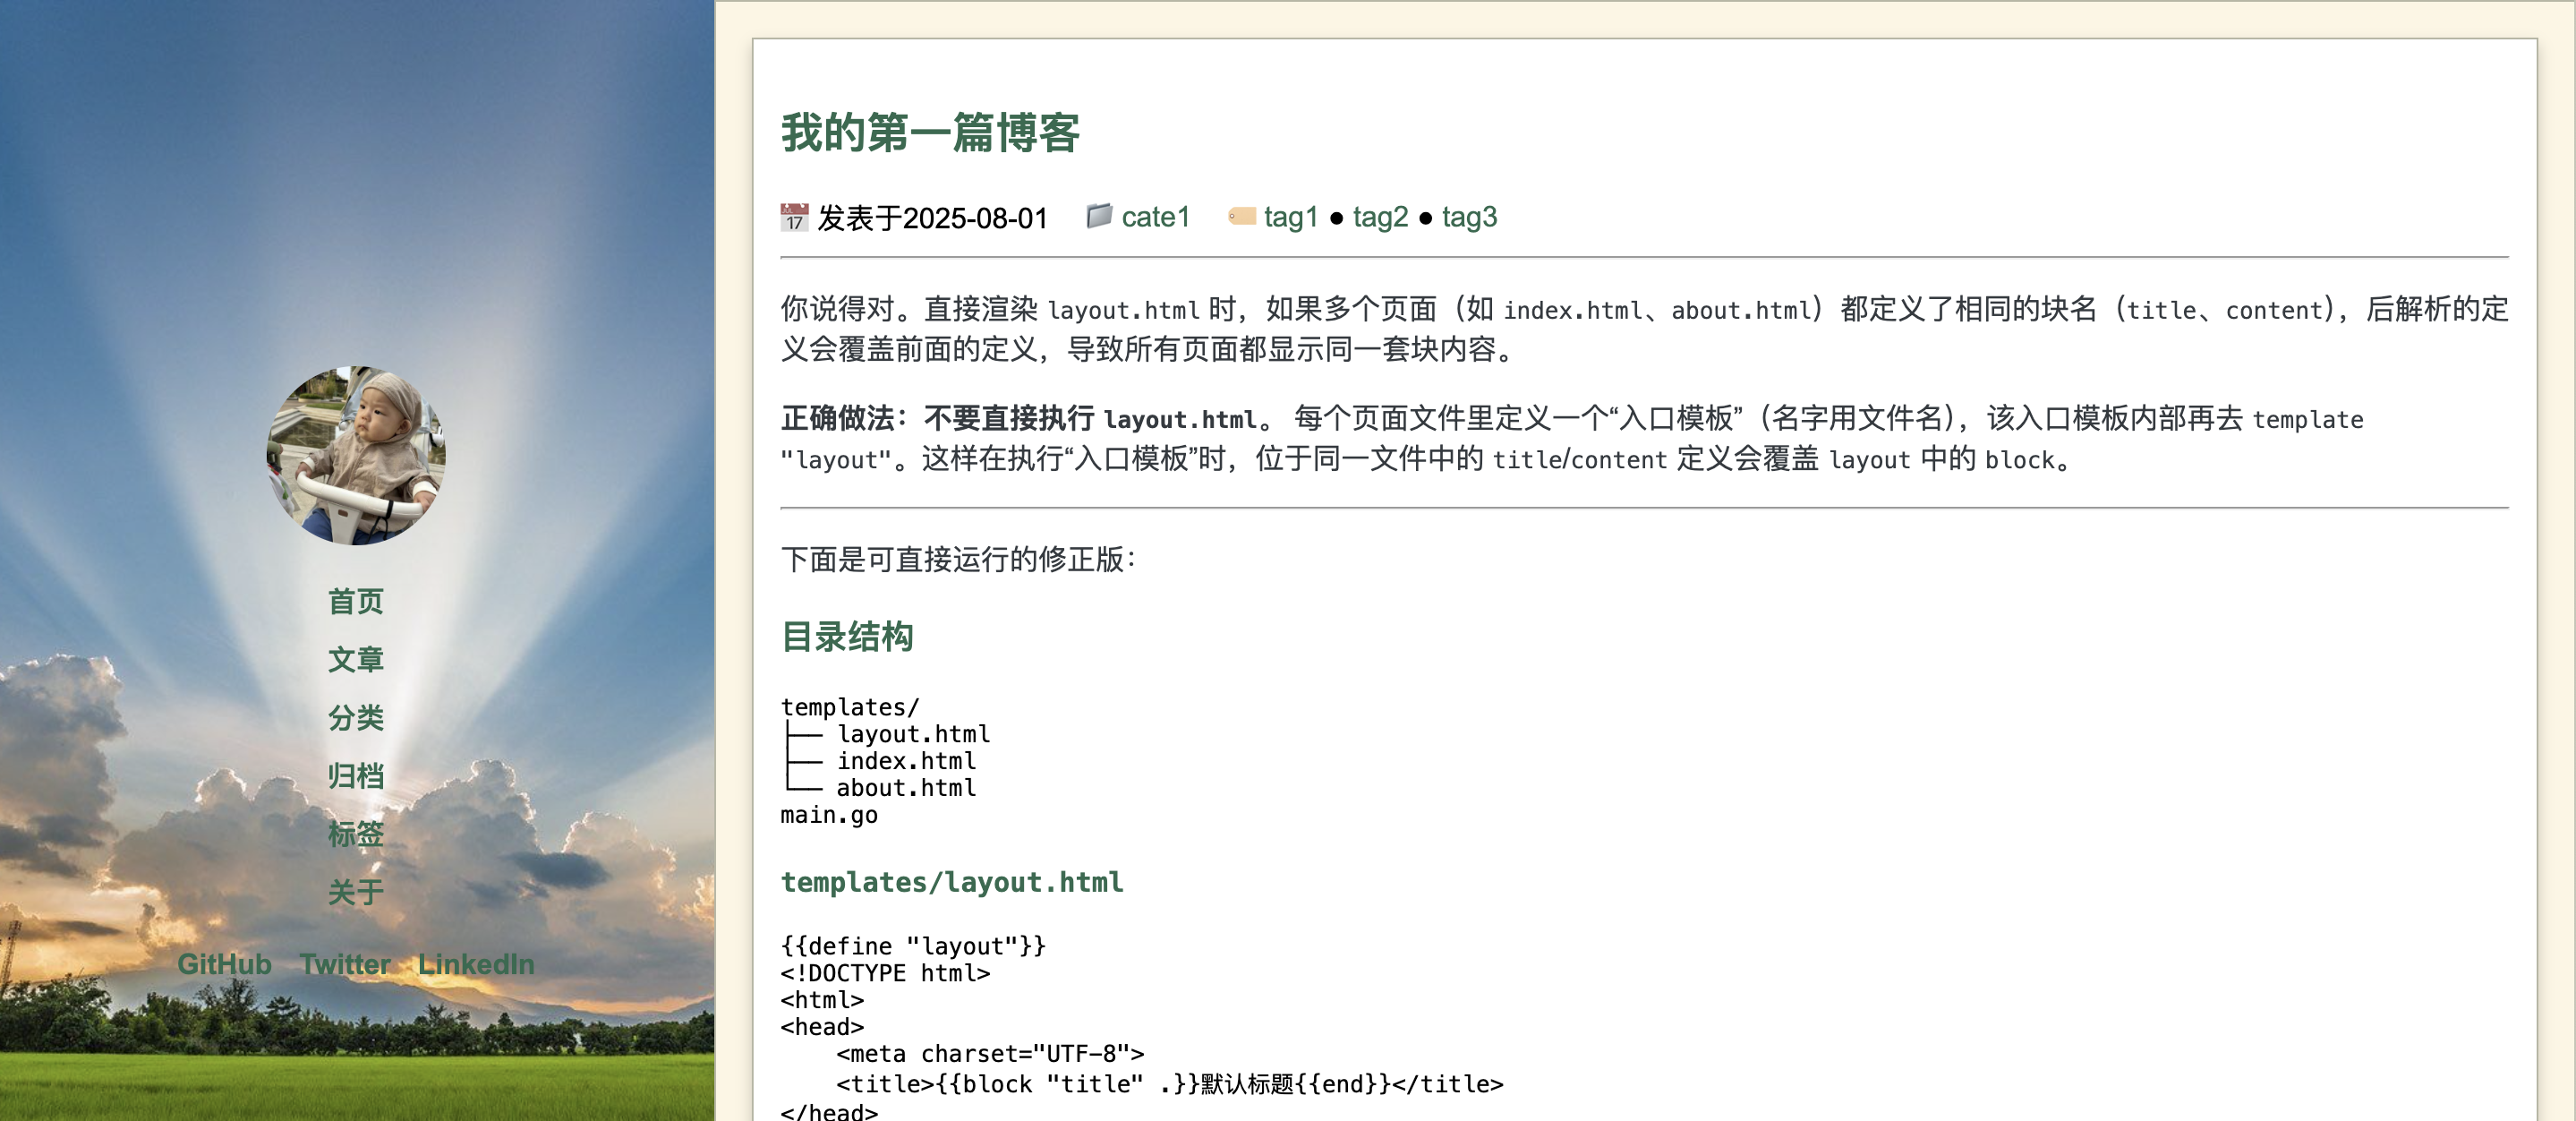 首页
文章
分类
归档
标签
关于
GitHub Twitter LinkedIn
我的第一篇博客
发表于2025-08-01 cate1 tag1 ● tag2 ● tag3
你说得对。直接渲染 layout.html 时，如果多个页面（如 index.html、about.html）都定义了相同的块名（title、content），后解析的定
义会覆盖前面的定义，导致所有页面都显示同一套块内容。
正确做法：不要直接执行 layout.html。 每个页面文件里定义一个“入口模板”（名字用文件名），该入口模板内部再去 template
"layout"。这样在执行“入口模板”时，位于同一文件中的 title/content 定义会覆盖 layout 中的 block。
下面是可直接运行的修正版：
目录结构
templates/
├── layout.html
├── index.html
└── about.html
main.go
templates/layout.html
{{define "layout"}}
<!DOCTYPE html>
<html>
<head>
    <meta charset="UTF-8">
    <title>{{block "title" .}}默认标题{{end}}</title>
</head>